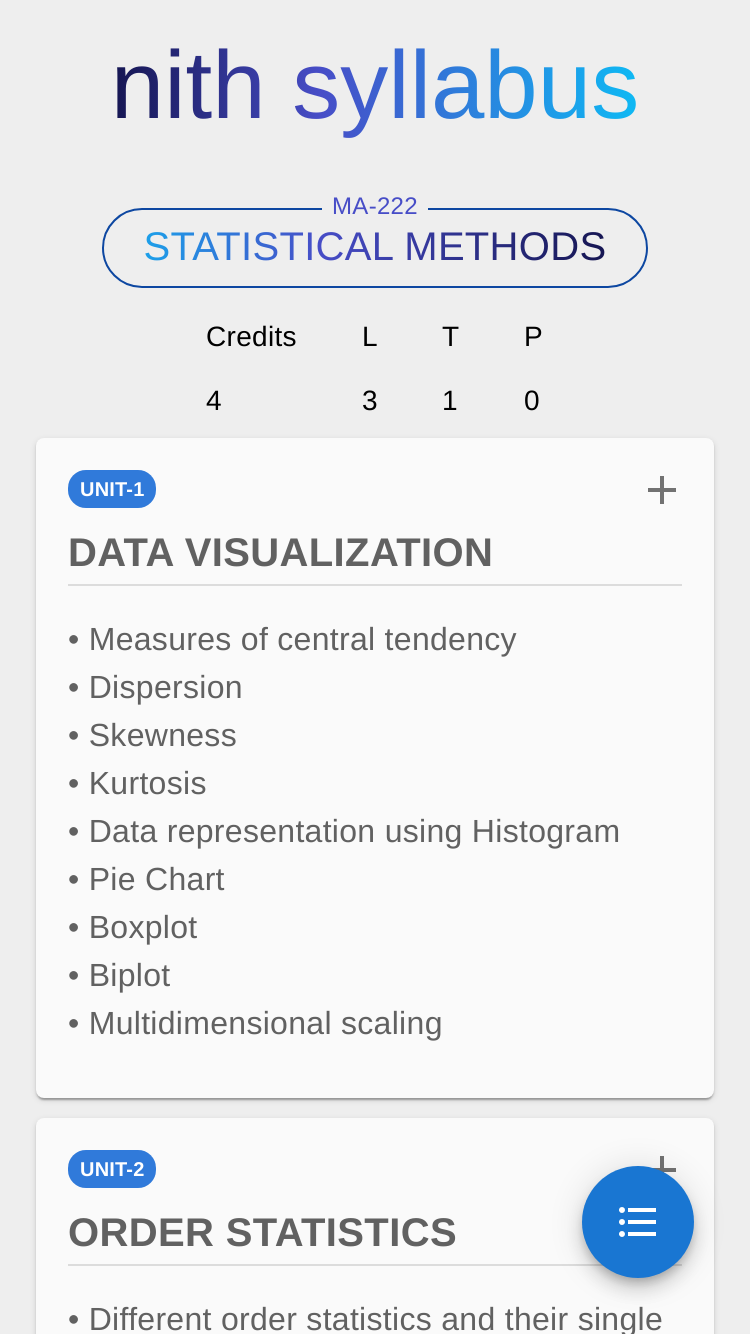 nith syllabus
MA-222
STATISTICAL METHODS
Credits L T P
4 3 1 0
UNIT-1
DATA VISUALIZATION
• Measures of central tendency
• Dispersion
• Skewness
• Kurtosis
• Data representation using Histogram
• Pie Chart
• Boxplot
• Biplot
• Multidimensional scaling
UNIT-2
ORDER STATISTICS
• Different order statistics and their single